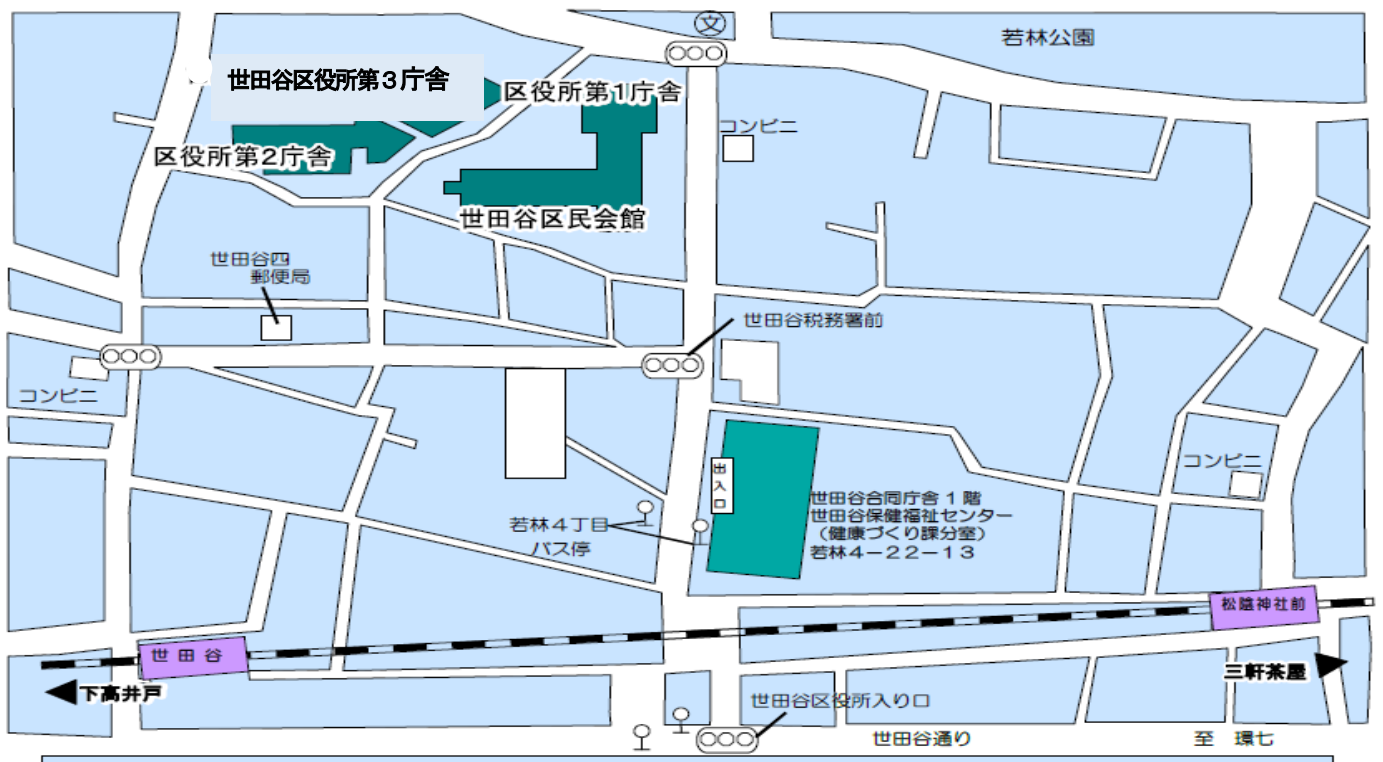 文
若林公園
世田谷区役所第３庁舎
区役所第1庁舎
コンビニ
区役所第2庁舎
世田谷区民会館
世田谷四
郵便局
世田谷税務署前
コンビニ
コンビニ
出入口
世田谷合同庁舎１階
世田谷保健福祉センター
（健康づくり課分室）
若林４－２２－１３
若林４丁目
バス停
松陰神社前
世田谷
三軒茶屋
下高井戸
世田谷区役所入り口
世田谷通り
至 環七